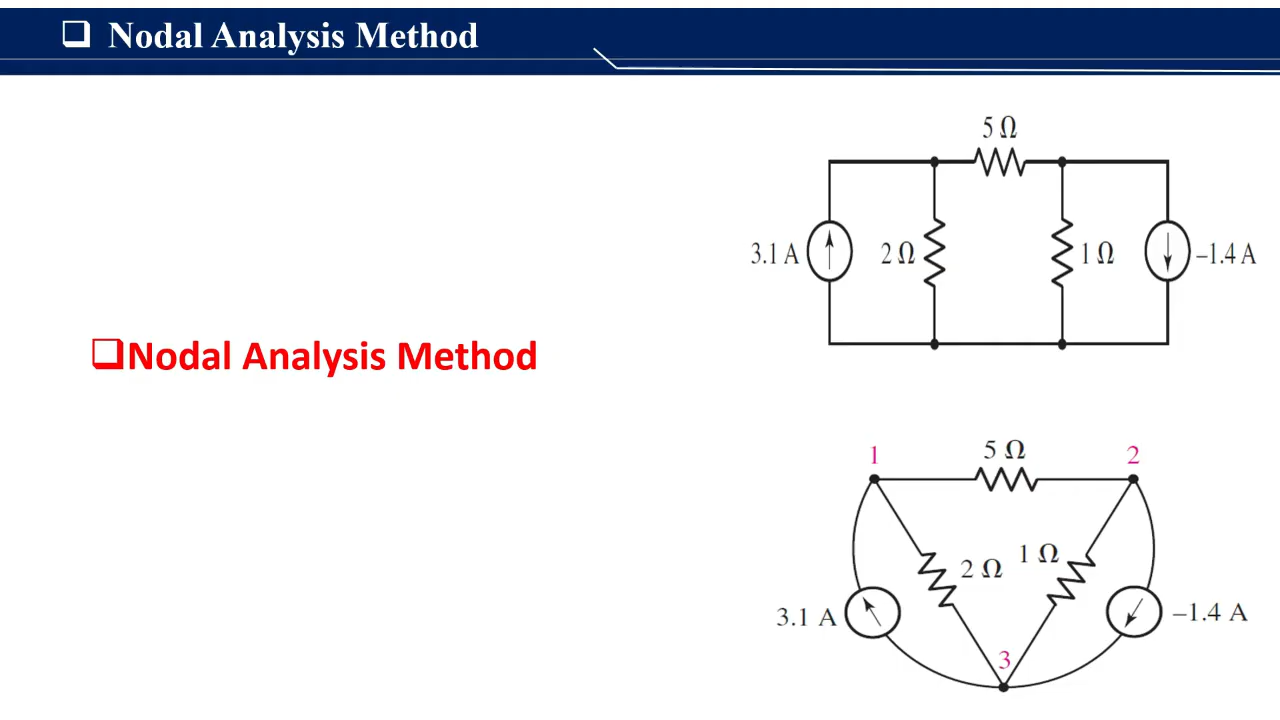 ❑ Nodal Analysis Method
5 Ω
3.1 A
2 Ω
1 Ω
–1.4 A
❑Nodal Analysis Method
1
5 Ω
2
2 Ω
1 Ω
3.1 A
–1.4 A
3